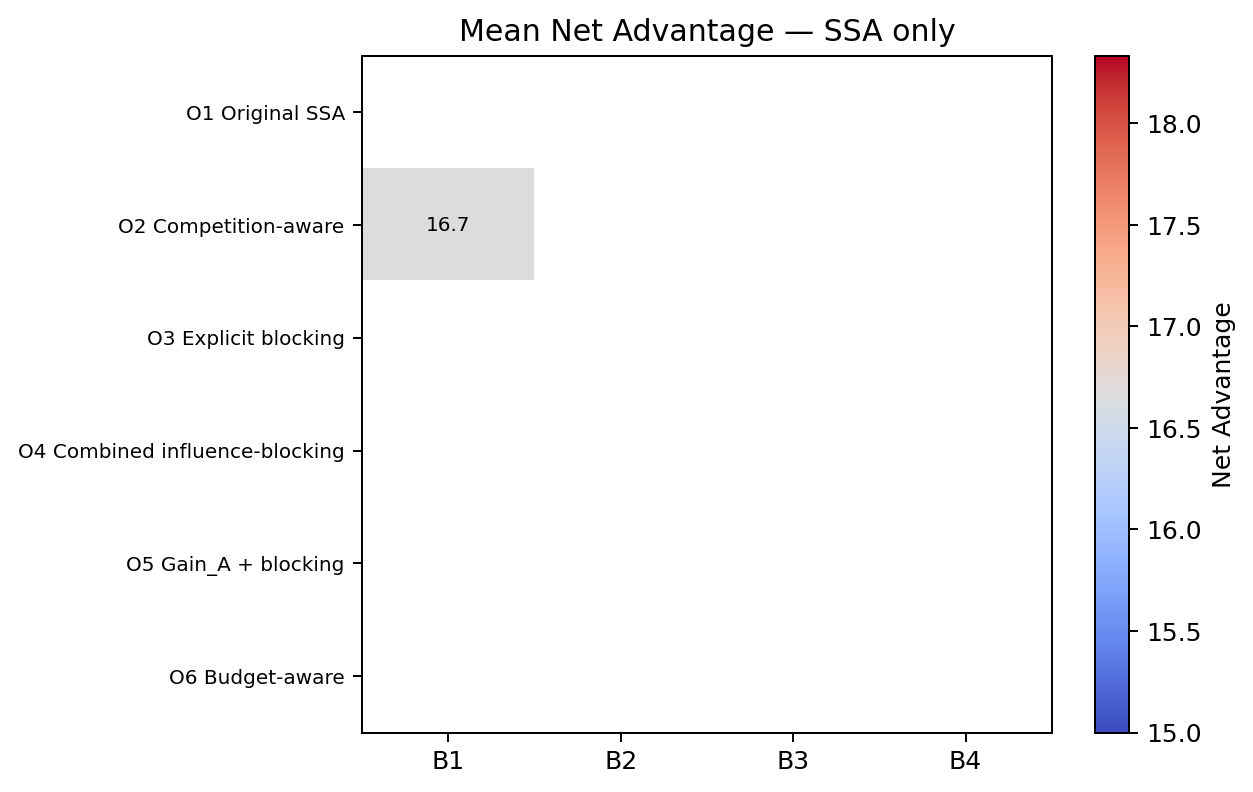 Mean Net Advantage — SSA only
O1 Original SSA
O2 Competition-aware
16.7
O3 Explicit blocking
O4 Combined influence-blocking
O5 Gain_A + blocking
O6 Budget-aware
B1 B2 B3 B4
18.0
17.5
17.0
16.5
16.0
15.5
15.0
Net Advantage